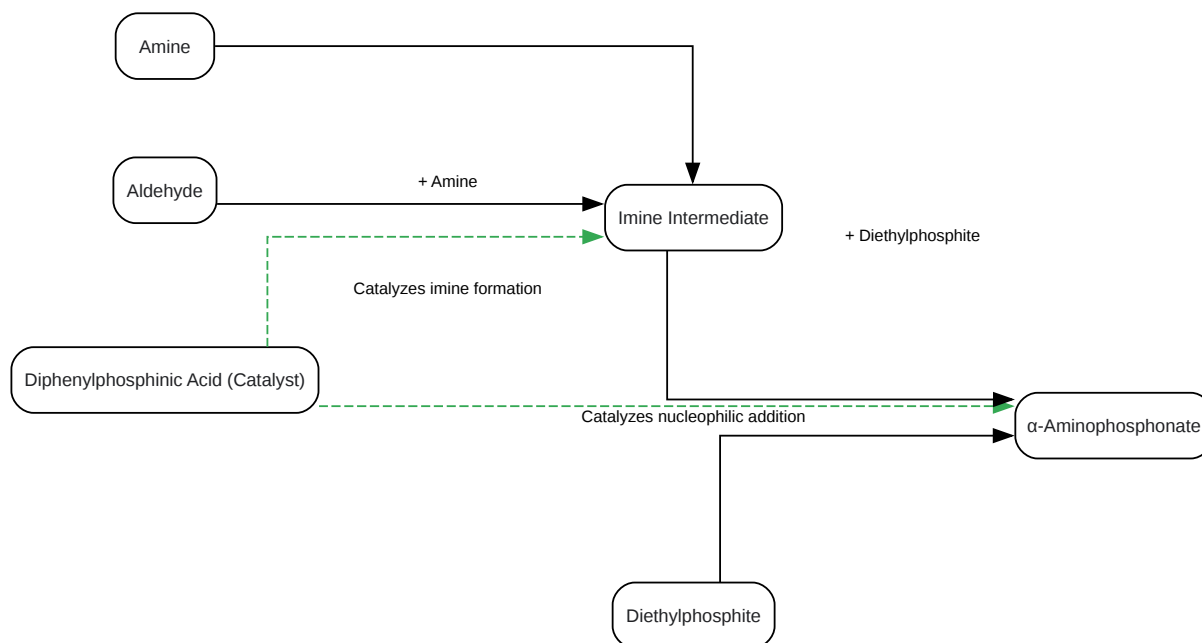 Amine
Aldehyde
+ Amine
Imine Intermediate
+ Diethylphosphite
Catalyzes imine formation
Diphenylphosphinic Acid (Catalyst)
Catalyzes nucleophilic addition
α-Aminophosphonate
Diethylphosphite